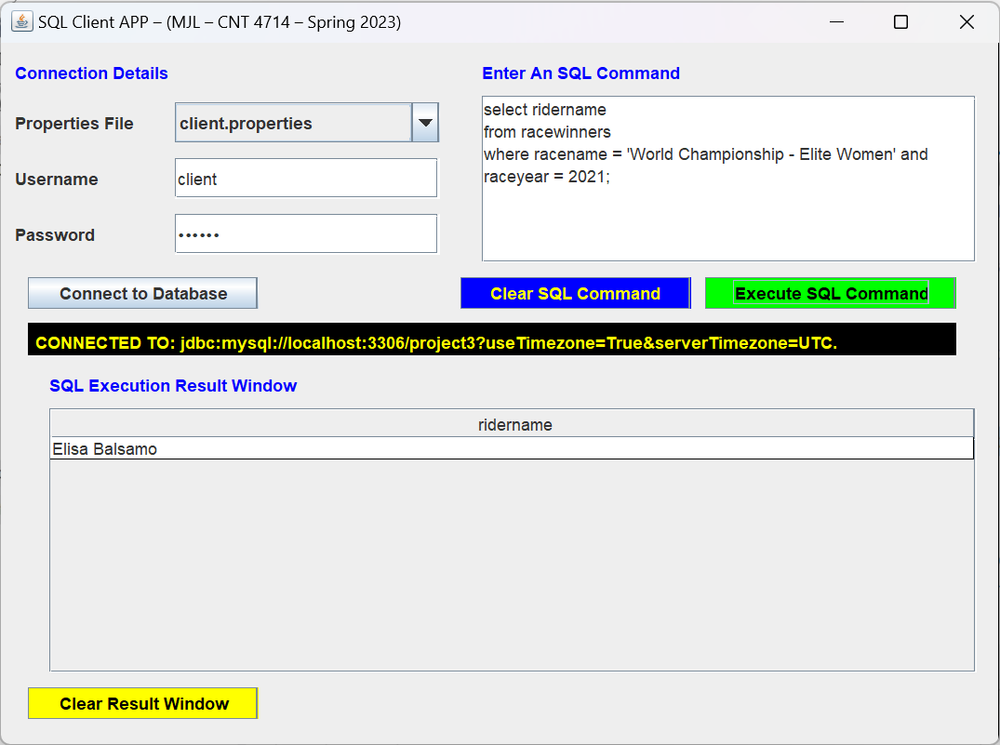 SQL Client APP – (MJL – CNT 4714 – Spring 2023)
Connection Details
Properties File
client.properties
Username
client
Password
••••••
Connect to Database
Enter An SQL Command
select ridername
from racewinners
where racename = 'World Championship - Elite Women' and
raceyear = 2021;
Clear SQL Command
Execute SQL Command
CONNECTED TO: jdbc:mysql://localhost:3306/project3?useTimezone=True&serverTimezone=UTC.
SQL Execution Result Window
ridername
Elisa Balsamo
Clear Result Window